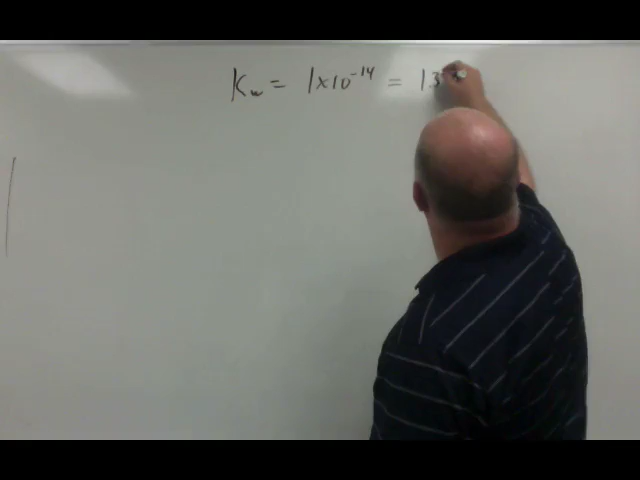 Kw = 1x10⁻¹⁴ =